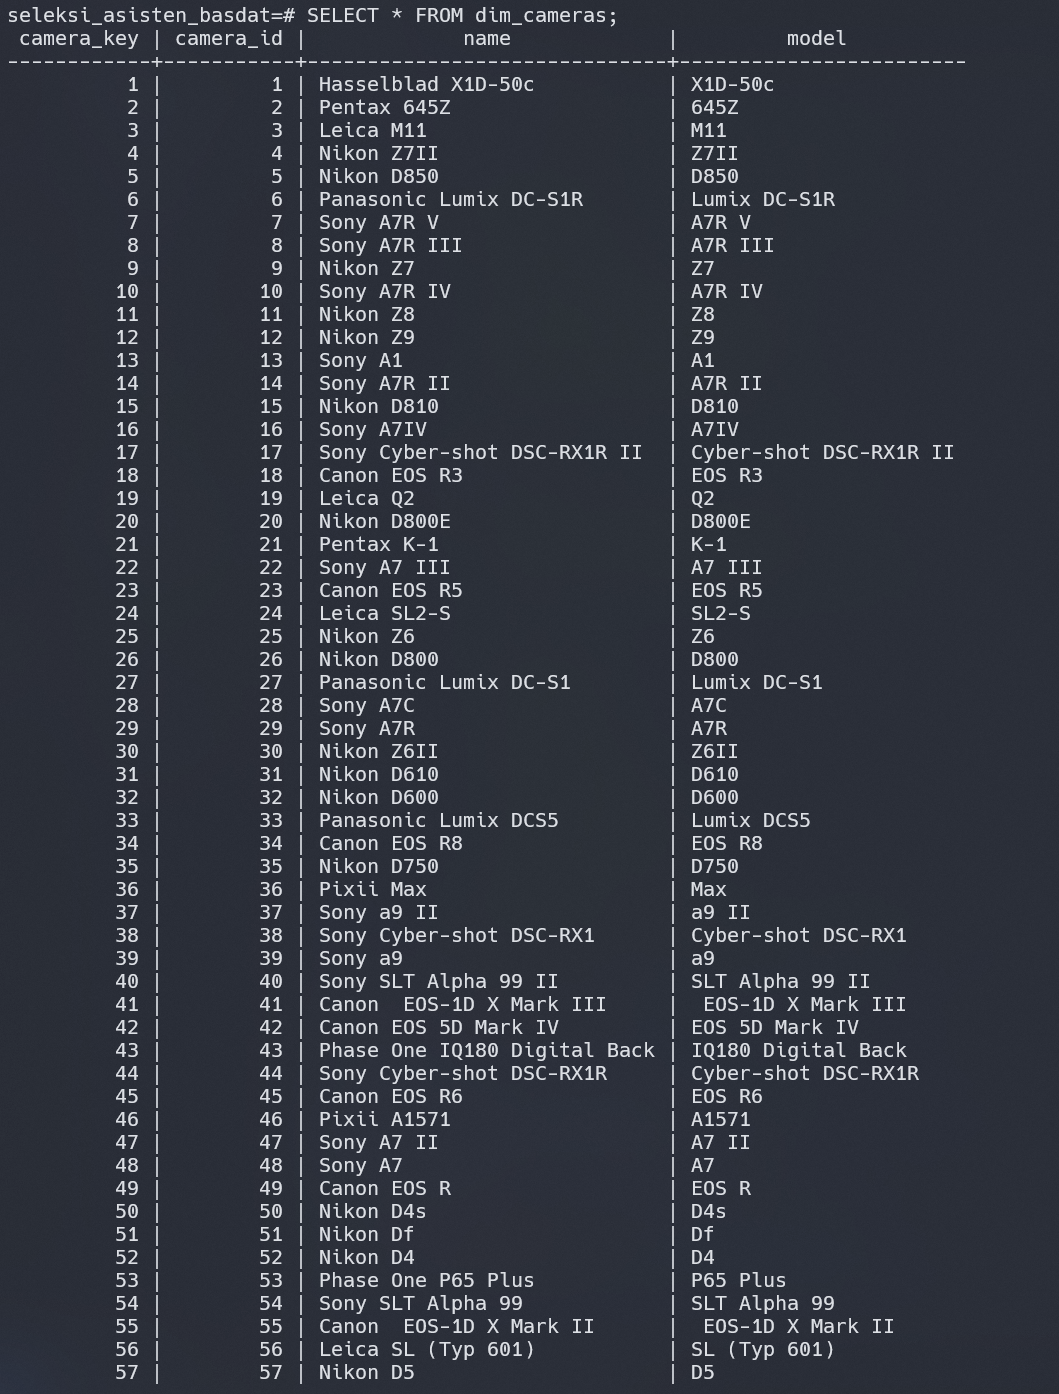 seleksi_asisten_basdat=# SELECT * FROM dim_cameras;
 camera_key | camera_id |             name             |         model
------------+-----------+------------------------------+------------------------
          1 |         1 | Hasselblad X1D-50c           | X1D-50c
          2 |         2 | Pentax 645Z                  | 645Z
          3 |         3 | Leica M11                    | M11
          4 |         4 | Nikon Z7II                   | Z7II
          5 |         5 | Nikon D850                   | D850
          6 |         6 | Panasonic Lumix DC-S1R       | Lumix DC-S1R
          7 |         7 | Sony A7R V                   | A7R V
          8 |         8 | Sony A7R III                 | A7R III
          9 |         9 | Nikon Z7                     | Z7
         10 |        10 | Sony A7R IV                  | A7R IV
         11 |        11 | Nikon Z8                     | Z8
         12 |        12 | Nikon Z9                     | Z9
         13 |        13 | Sony A1                      | A1
         14 |        14 | Sony A7R II                  | A7R II
         15 |        15 | Nikon D810                   | D810
         16 |        16 | Sony A7IV                    | A7IV
         17 |        17 | Sony Cyber-shot DSC-RX1R II  | Cyber-shot DSC-RX1R II
         18 |        18 | Canon EOS R3                 | EOS R3
         19 |        19 | Leica Q2                     | Q2
         20 |        20 | Nikon D800E                  | D800E
         21 |        21 | Pentax K-1                   | K-1
         22 |        22 | Sony A7 III                  | A7 III
         23 |        23 | Canon EOS R5                 | EOS R5
         24 |        24 | Leica SL2-S                  | SL2-S
         25 |        25 | Nikon Z6                     | Z6
         26 |        26 | Nikon D800                   | D800
         27 |        27 | Panasonic Lumix DC-S1        | Lumix DC-S1
         28 |        28 | Sony A7C                     | A7C
         29 |        29 | Sony A7R                     | A7R
         30 |        30 | Nikon Z6II                   | Z6II
         31 |        31 | Nikon D610                   | D610
         32 |        32 | Nikon D600                   | D600
         33 |        33 | Panasonic Lumix DCS5         | Lumix DCS5
         34 |        34 | Canon EOS R8                 | EOS R8
         35 |        35 | Nikon D750                   | D750
         36 |        36 | Pixii Max                    | Max
         37 |        37 | Sony a9 II                   | a9 II
         38 |        38 | Sony Cyber-shot DSC-RX1      | Cyber-shot DSC-RX1
         39 |        39 | Sony a9                      | a9
         40 |        40 | Sony SLT Alpha 99 II         | SLT Alpha 99 II
         41 |        41 | Canon  EOS-1D X Mark III     |  EOS-1D X Mark III
         42 |        42 | Canon EOS 5D Mark IV         | EOS 5D Mark IV
         43 |        43 | Phase One IQ180 Digital Back | IQ180 Digital Back
         44 |        44 | Sony Cyber-shot DSC-RX1R     | Cyber-shot DSC-RX1R
         45 |        45 | Canon EOS R6                 | EOS R6
         46 |        46 | Pixii A1571                  | A1571
         47 |        47 | Sony A7 II                   | A7 II
         48 |        48 | Sony A7                      | A7
         49 |        49 | Canon EOS R                  | EOS R
         50 |        50 | Nikon D4s                    | D4s
         51 |        51 | Nikon Df                     | Df
         52 |        52 | Nikon D4                     | D4
         53 |        53 | Phase One P65 Plus           | P65 Plus
         54 |        54 | Sony SLT Alpha 99            | SLT Alpha 99
         55 |        55 | Canon  EOS-1D X Mark II      |  EOS-1D X Mark II
         56 |        56 | Leica SL (Typ 601)           | SL (Typ 601)
         57 |        57 | Nikon D5                     | D5